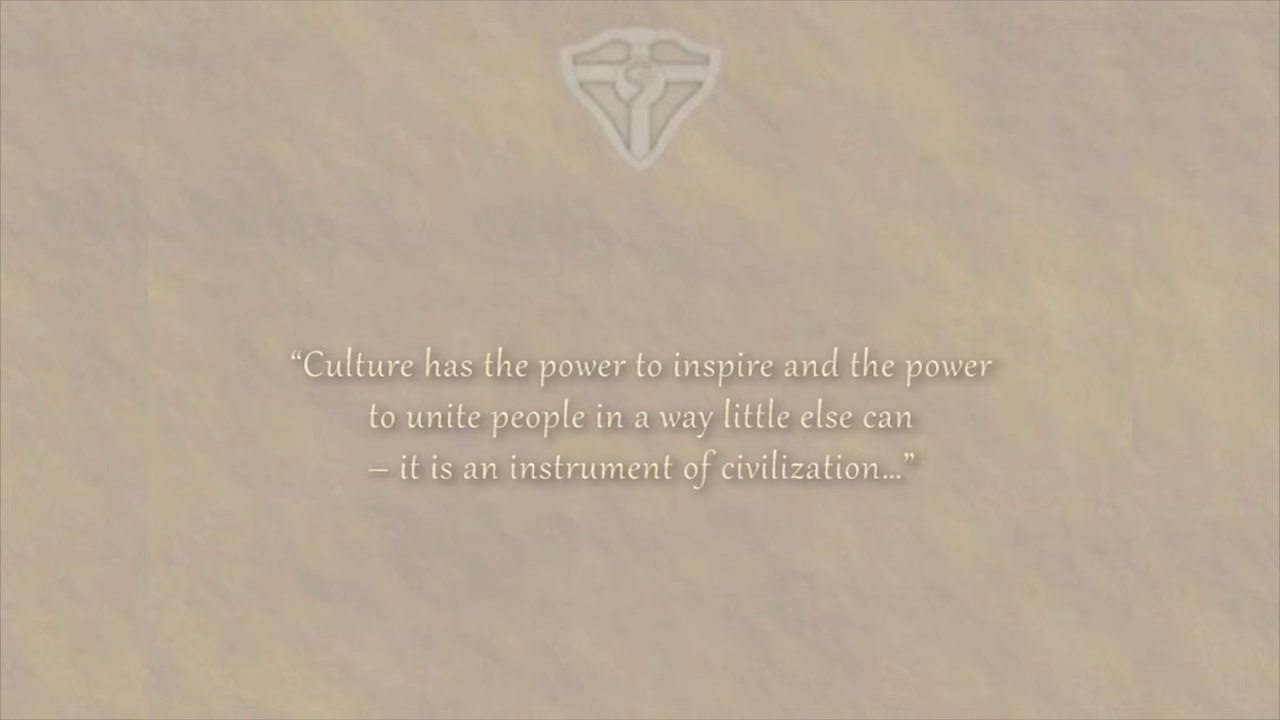 “Culture has the power to inspire and the power
to unite people in a way little else can
– it is an instrument of civilization...”